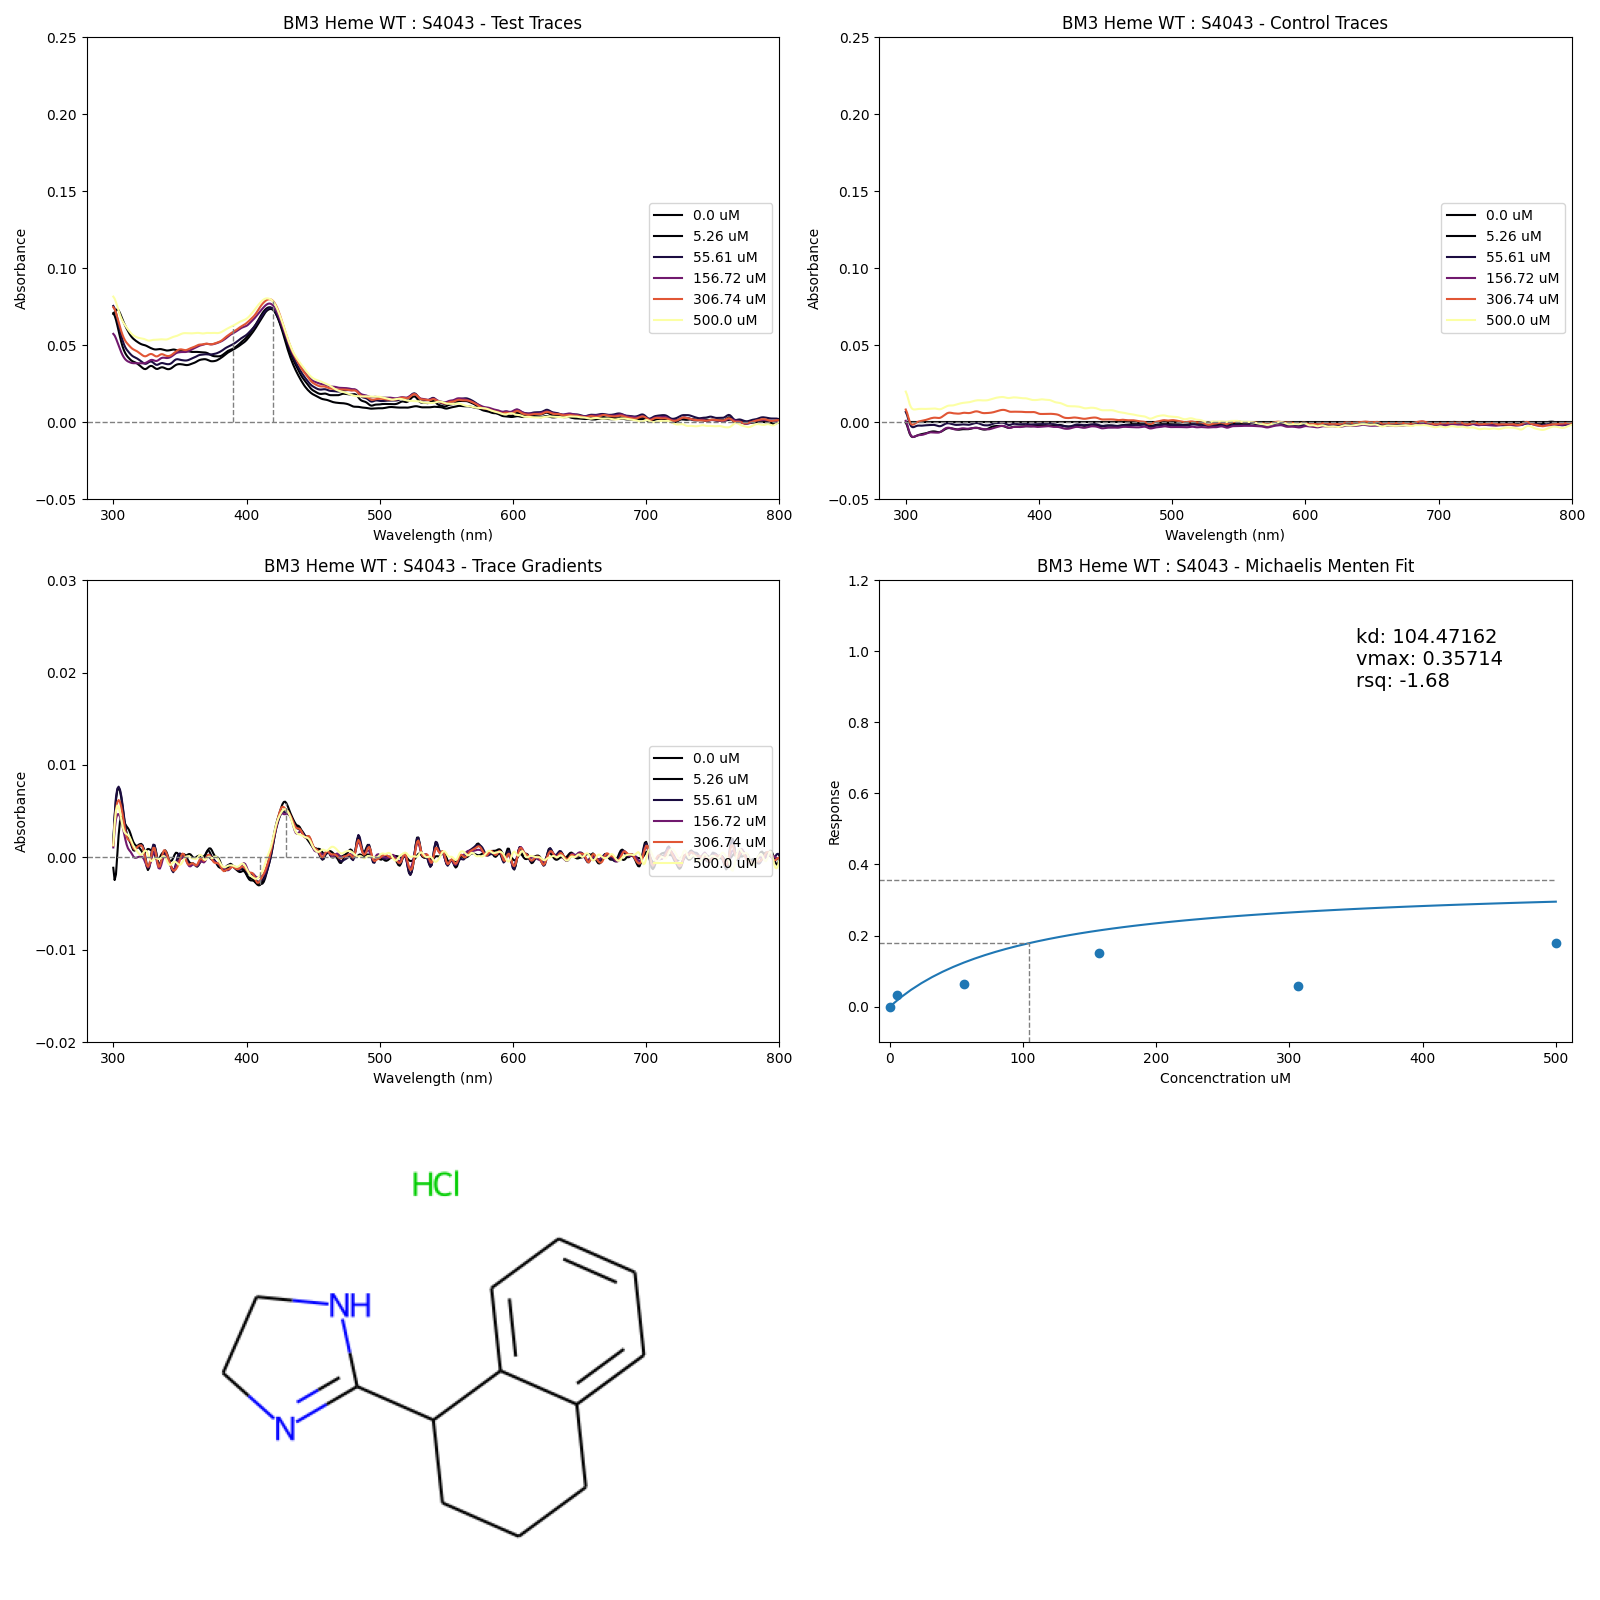 BM3 Heme WT : S4043 - Test Traces
Absorbance
0.25
0.20
0.15
0.10
0.05
0.00
−0.05
300 400 500 600 700 800
Wavelength (nm)
0.0 uM
5.26 uM
55.61 uM
156.72 uM
306.74 uM
500.0 uM
BM3 Heme WT : S4043 - Control Traces
Absorbance
0.25
0.20
0.15
0.10
0.05
0.00
−0.05
300 400 500 600 700 800
Wavelength (nm)
0.0 uM
5.26 uM
55.61 uM
156.72 uM
306.74 uM
500.0 uM
BM3 Heme WT : S4043 - Trace Gradients
Absorbance
0.03
0.02
0.01
0.00
−0.01
−0.02
300 400 500 600 700 800
Wavelength (nm)
0.0 uM
5.26 uM
55.61 uM
156.72 uM
306.74 uM
500.0 uM
BM3 Heme WT : S4043 - Michaelis Menten Fit
Response
1.2
1.0
0.8
0.6
0.4
0.2
0.0
0 100 200 300 400 500
Concenctration uM
kd: 104.47162
vmax: 0.35714
rsq: -1.68
HCl
NH
N